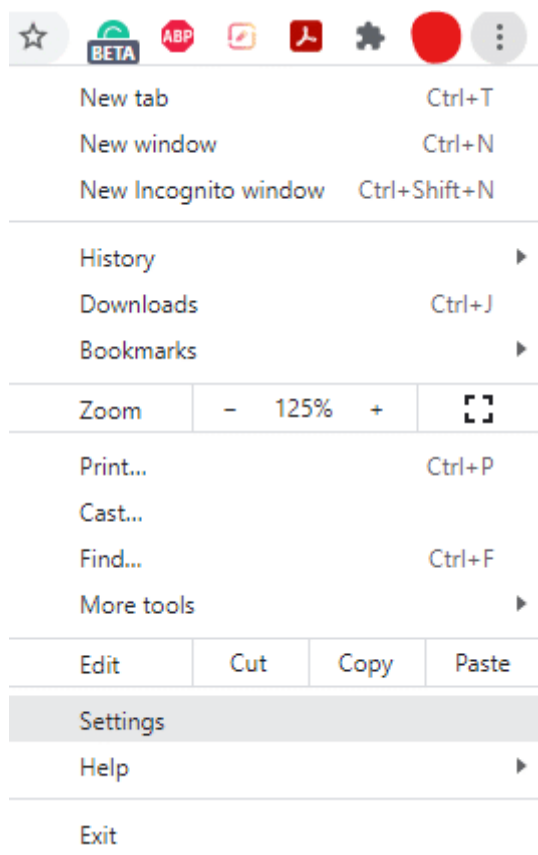 BETA ABP
New tab Ctrl+T
New window Ctrl+N
New Incognito window Ctrl+Shift+N
History
Downloads Ctrl+J
Bookmarks
Zoom - 125% +
Print... Ctrl+P
Cast...
Find... Ctrl+F
More tools
Edit Cut Copy Paste
Settings
Help
Exit